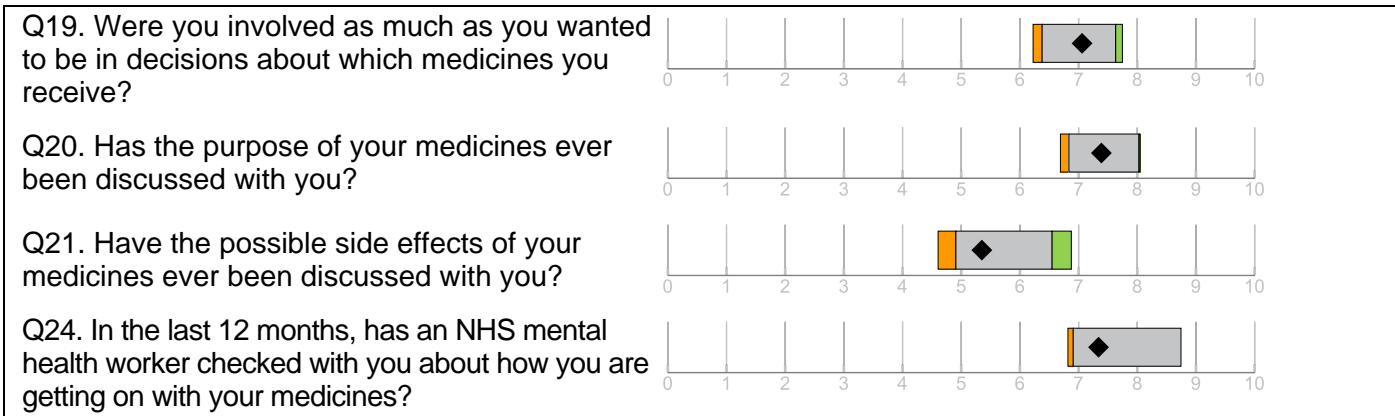 Q19. Were you involved as much as you wanted
to be in decisions about which medicines you
receive?
0 1 2 3 4 5 6 7 8 9 10
Q20. Has the purpose of your medicines ever
been discussed with you?
0 1 2 3 4 5 6 7 8 9 10
Q21. Have the possible side effects of your
medicines ever been discussed with you?
0 1 2 3 4 5 6 7 8 9 10
Q24. In the last 12 months, has an NHS mental
health worker checked with you about how you are
getting on with your medicines?
0 1 2 3 4 5 6 7 8 9 10